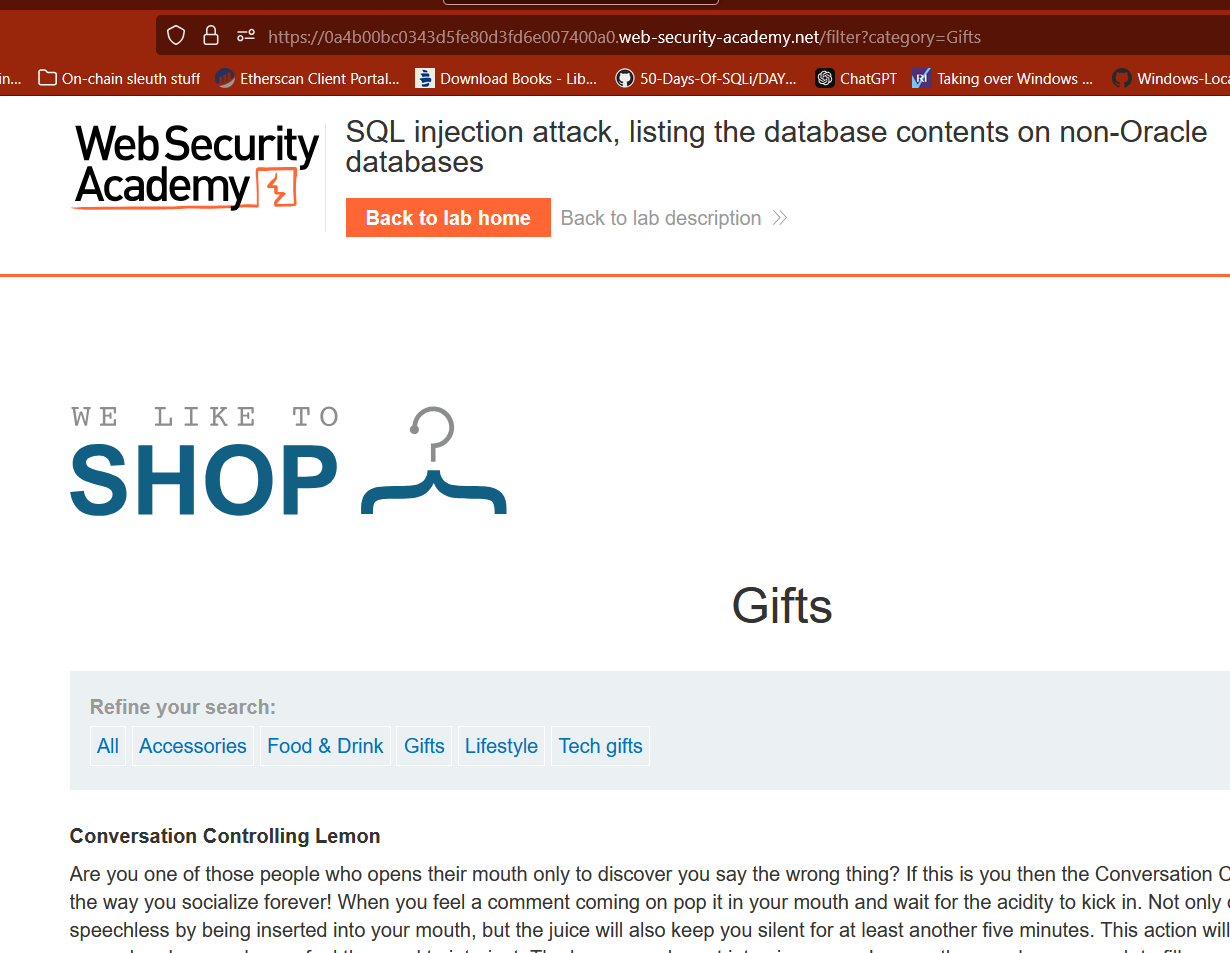 https://0a4b00bc0343d5fe80d3fd6e007400a0.web-security-academy.net/filter?category=Gifts
in... On-chain sleuth stuff Etherscan Client Portal... Download Books - Lib... 50-Days-Of-SQLi/DAY... ChatGPT Taking over Windows ... Windows-Loca
Web Security
Academy
SQL injection attack, listing the database contents on non-Oracle
databases
Back to lab home Back to lab description
WE LIKE TO
SHOP
Gifts
Refine your search:
All Accessories Food & Drink Gifts Lifestyle Tech gifts
Conversation Controlling Lemon
Are you one of those people who opens their mouth only to discover you say the wrong thing? If this is you then the Conversation C
the way you socialize forever! When you feel a comment coming on pop it in your mouth and wait for the acidity to kick in. Not only
speechless by being inserted into your mouth, but the juice will also keep you silent for at least another five minutes. This action will